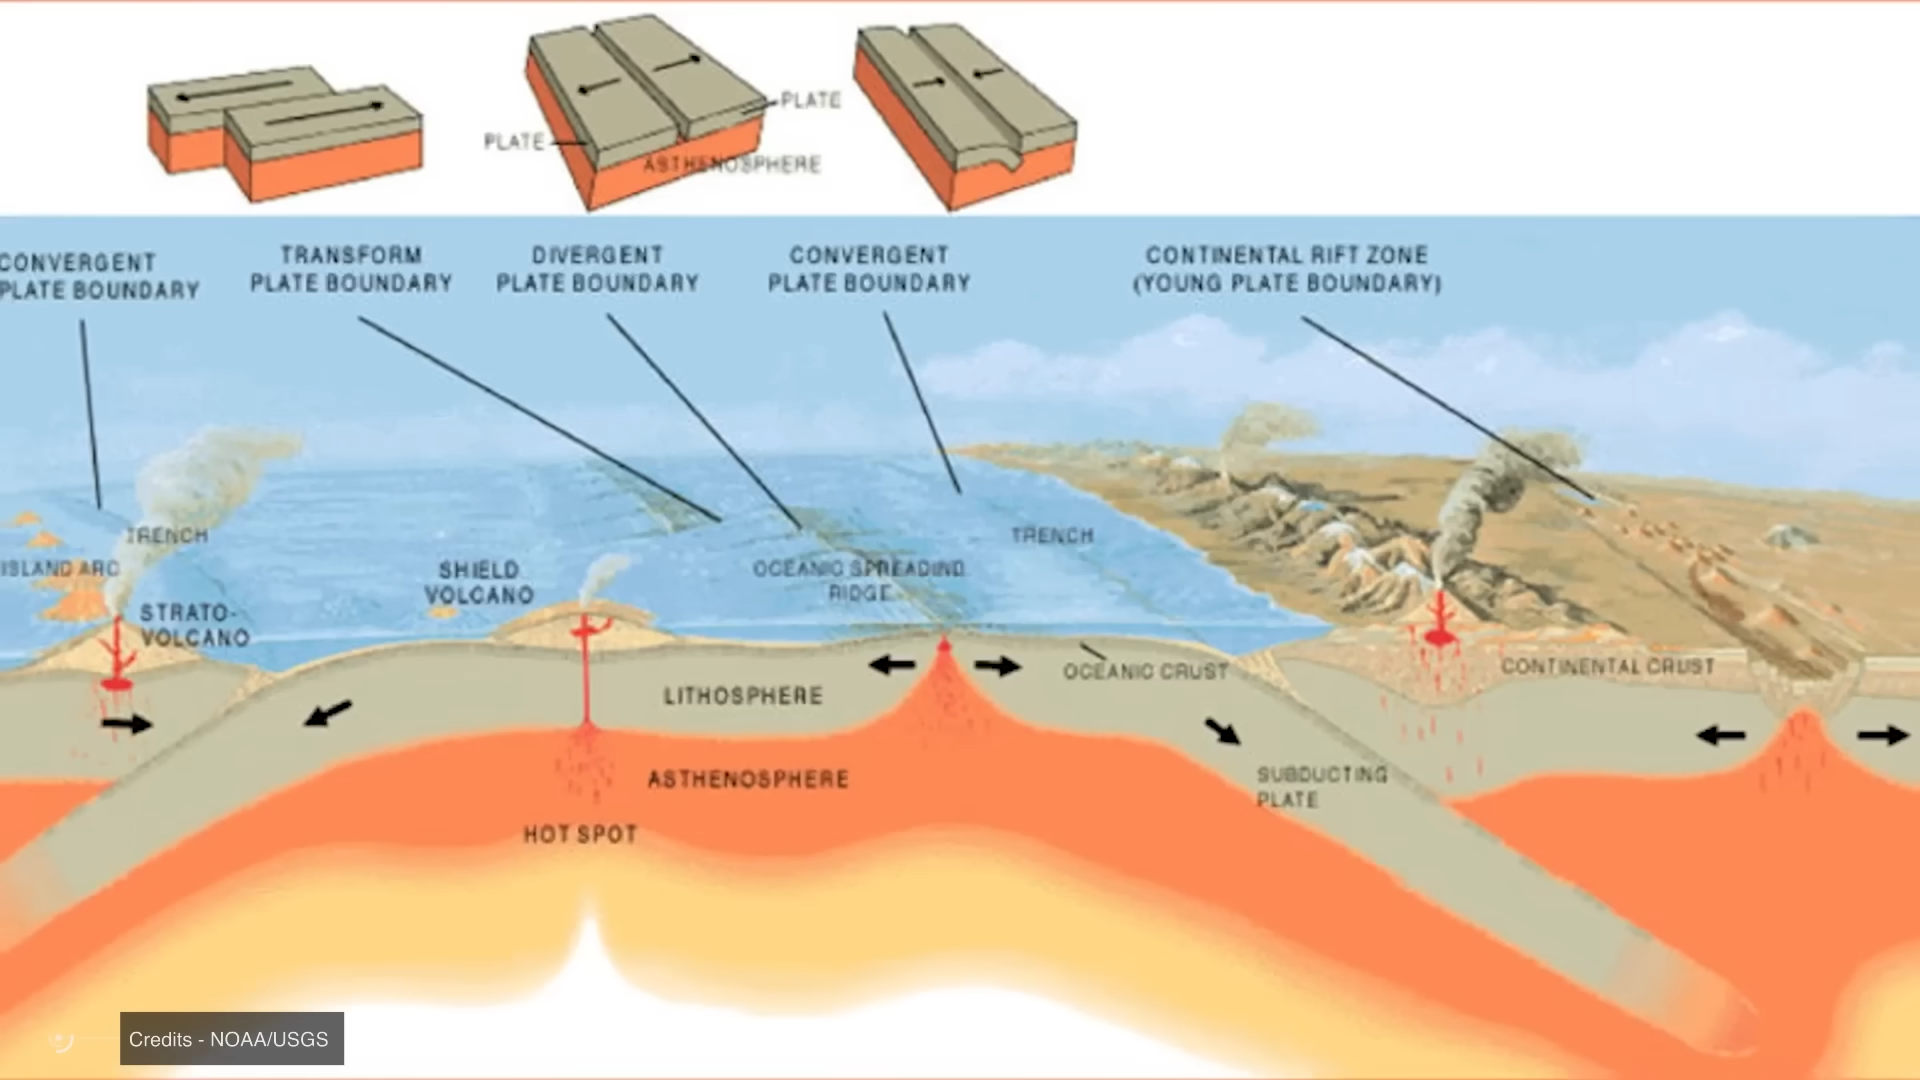 PLATE
PLATE
ASTHENOSPHERE
CONVERGENT
PLATE BOUNDARY
TRANSFORM
PLATE BOUNDARY
DIVERGENT
PLATE BOUNDARY
CONVERGENT
PLATE BOUNDARY
CONTINENTAL RIFT ZONE
(YOUNG PLATE BOUNDARY)
TRENCH
ISLAND ARC
STRATO-
VOLCANO
SHIELD
VOLCANO
OCEANIC SPREADING
RIDGE
TRENCH
OCEANIC CRUST
CONTINENTAL CRUST
LITHOSPHERE
ASTHENOSPHERE
HOT SPOT
SUBDUCTING
PLATE
Credits - NOAA/USGS